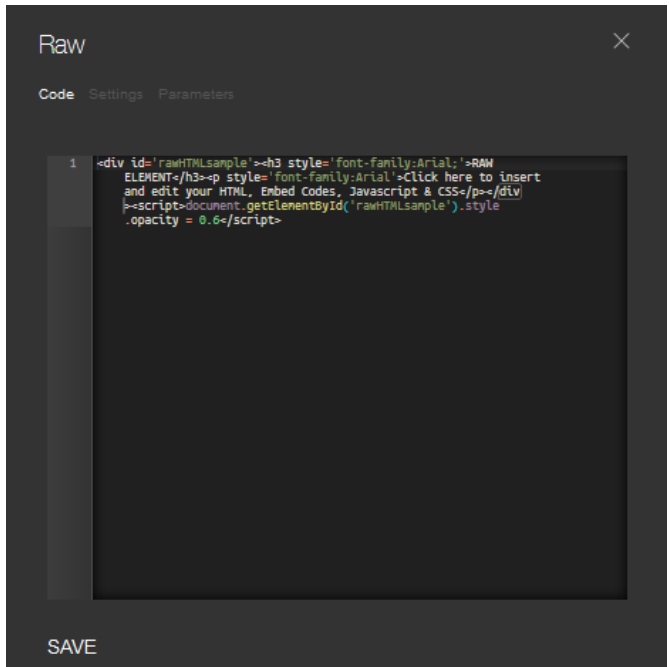 Raw
Code Settings Parameters
1 <div id='rawHTMLsample'><h3 style='font-family:Arial;'>RAW
ELEMENT</h3><p style='font-family:Arial'>Click here to insert
and edit your HTML, Embed Codes, Javascript & CSS</p></div
><script>document.getElementById('rawHTMLsample').style
.opacity = 0.6</script>
SAVE